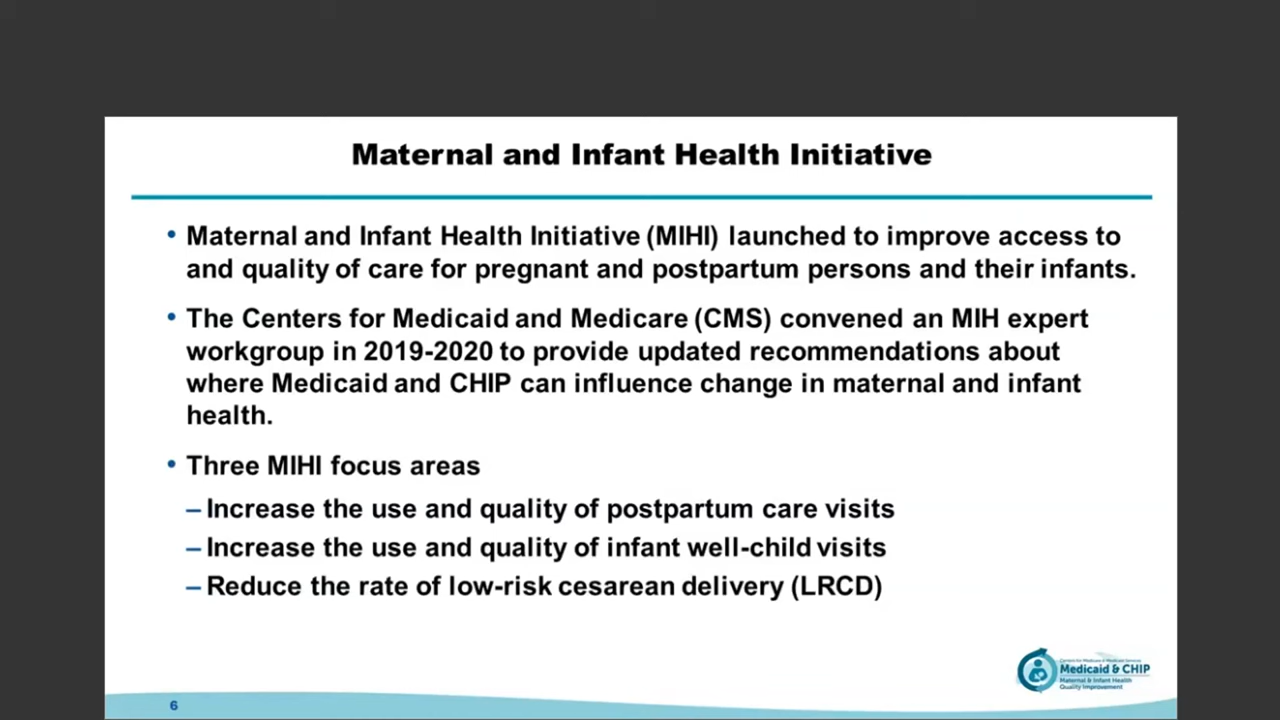 Maternal and Infant Health Initiative
• Maternal and Infant Health Initiative (MIHI) launched to improve access to
and quality of care for pregnant and postpartum persons and their infants.
• The Centers for Medicaid and Medicare (CMS) convened an MIH expert
workgroup in 2019-2020 to provide updated recommendations about
where Medicaid and CHIP can influence change in maternal and infant
health.
• Three MIHI focus areas
– Increase the use and quality of postpartum care visits
– Increase the use and quality of infant well-child visits
– Reduce the rate of low-risk cesarean delivery (LRCD)
Centers for Medicare & Medicaid Services
Medicaid & CHIP
Maternal & Infant Health
Quality Improvement
6